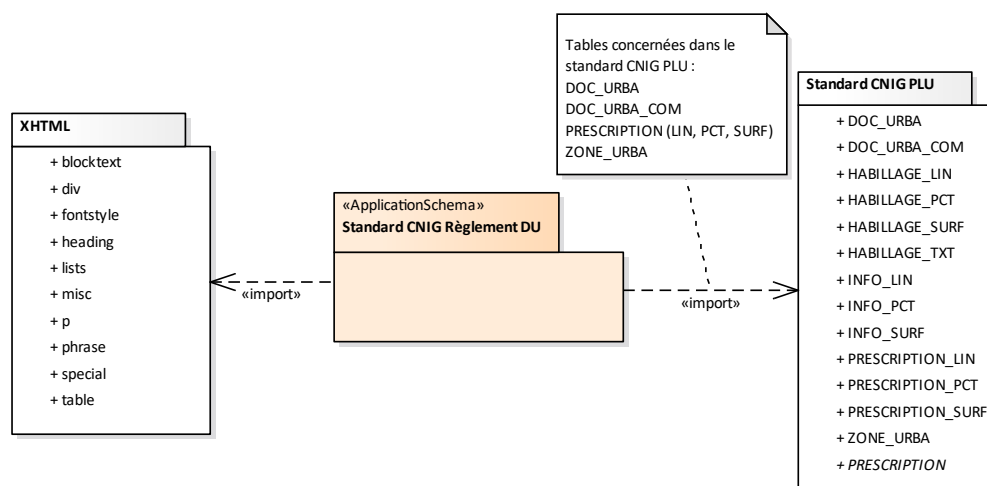 Tables concernées dans le
standard CNIG PLU :
DOC_URBA
DOC_URBA_COM
PRESCRIPTION (LIN, PCT, SURF)
ZONE_URBA
XHTML
+ blocktext
+ div
+ fontstyle
+ heading
+ lists
+ misc
+ p
+ phrase
+ special
+ table
«ApplicationSchema»
Standard CNIG Règlement DU
«import»
«import»
Standard CNIG PLU
+ DOC_URBA
+ DOC_URBA_COM
+ HABILLAGE_LIN
+ HABILLAGE_PCT
+ HABILLAGE_SURF
+ HABILLAGE_TXT
+ INFO_LIN
+ INFO_PCT
+ INFO_SURF
+ PRESCRIPTION_LIN
+ PRESCRIPTION_PCT
+ PRESCRIPTION_SURF
+ ZONE_URBA
+ PRESCRIPTION